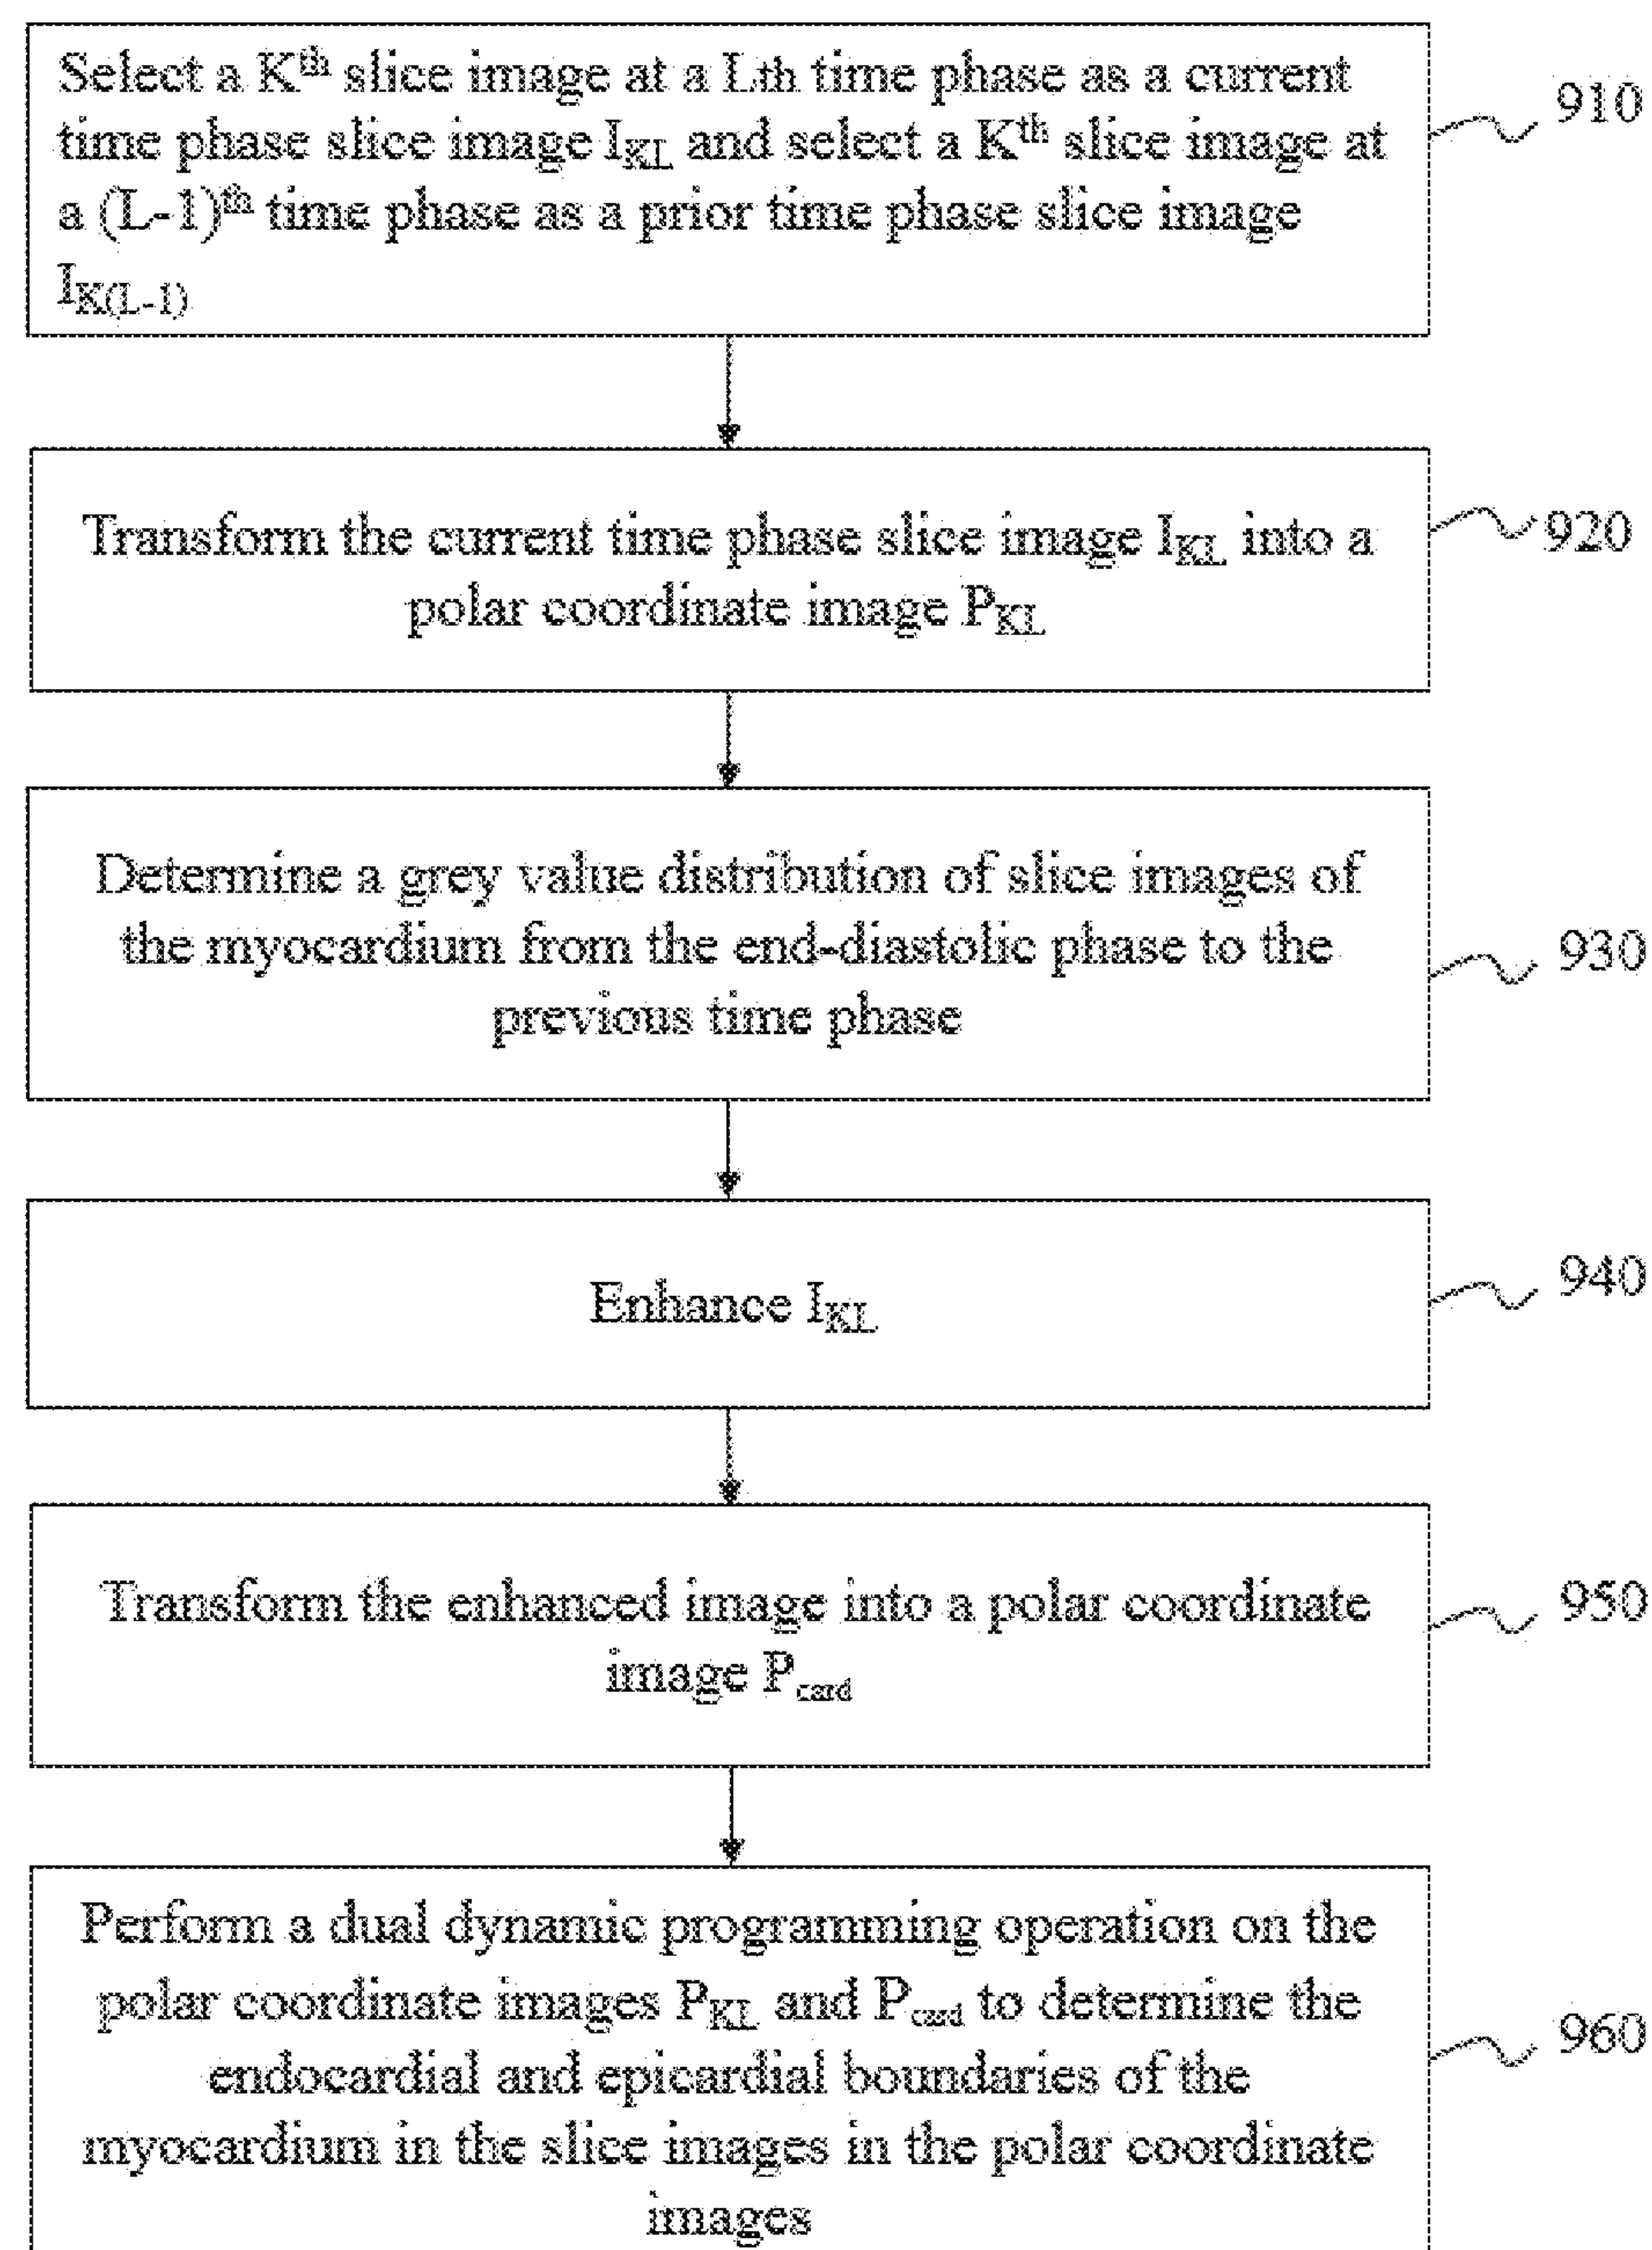 Select a Kth slice image at a Lth time phase as a current
time phase slice image IKL and select a Kth slice image at
a (L-1)th time phase as a prior time phase slice image
IK(L-1)
910
Transform the current time phase slice image IKL into a
polar coordinate image PKL
920
Determine a grey value distribution of slice images of
the myocardium from the end-diastolic phase to the
previous time phase
930
Enhance IKL
940
Transform the enhanced image into a polar coordinate
image Pcard
950
Perform a dual dynamic programming operation on the
polar coordinate images PKL and Pcard to determine the
endocardial and epicardial boundaries of the
myocardium in the slice images in the polar coordinate
images
960